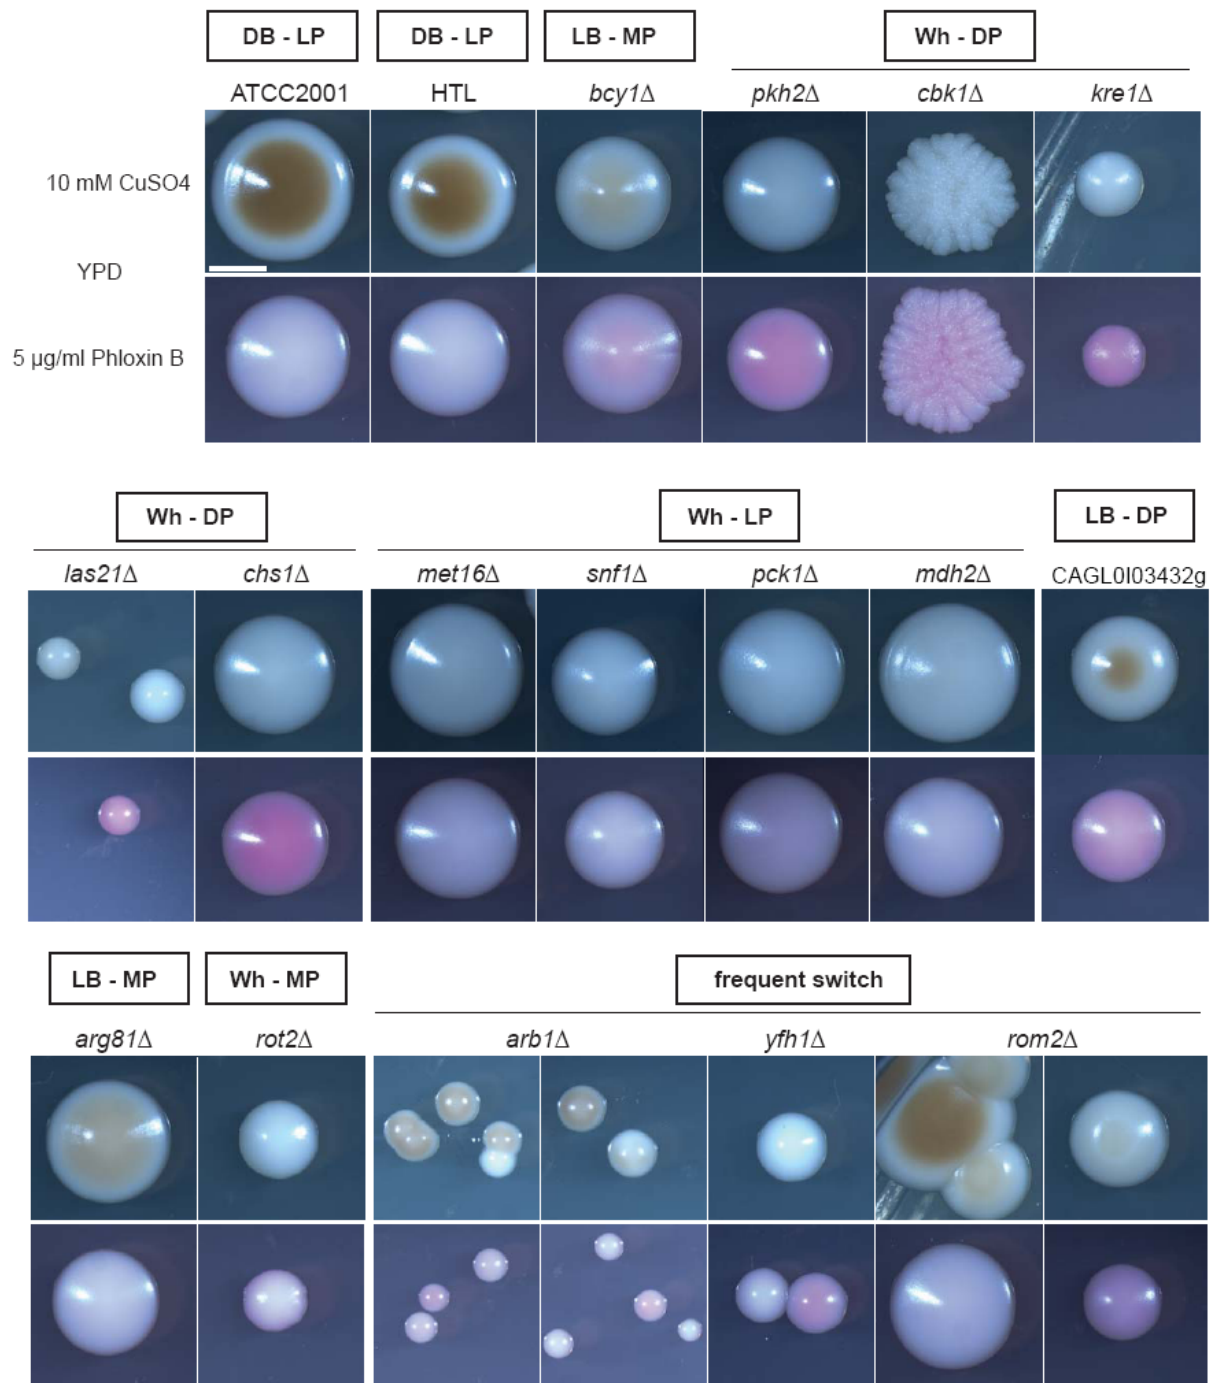 DB - LP DB - LP LB - MP Wh - DP
ATCC2001 HTL bcy1Δ pkh2Δ cbk1Δ kre1Δ
10 mM CuSO4
YPD
5 µg/ml Phloxin B
Wh - DP Wh - LP LB - DP
las21Δ chs1Δ met16Δ snf1Δ pck1Δ mdh2Δ CAGL0I03432g
LB - MP Wh - MP frequent switch
arg81Δ rot2Δ arb1Δ yfh1Δ rom2Δ